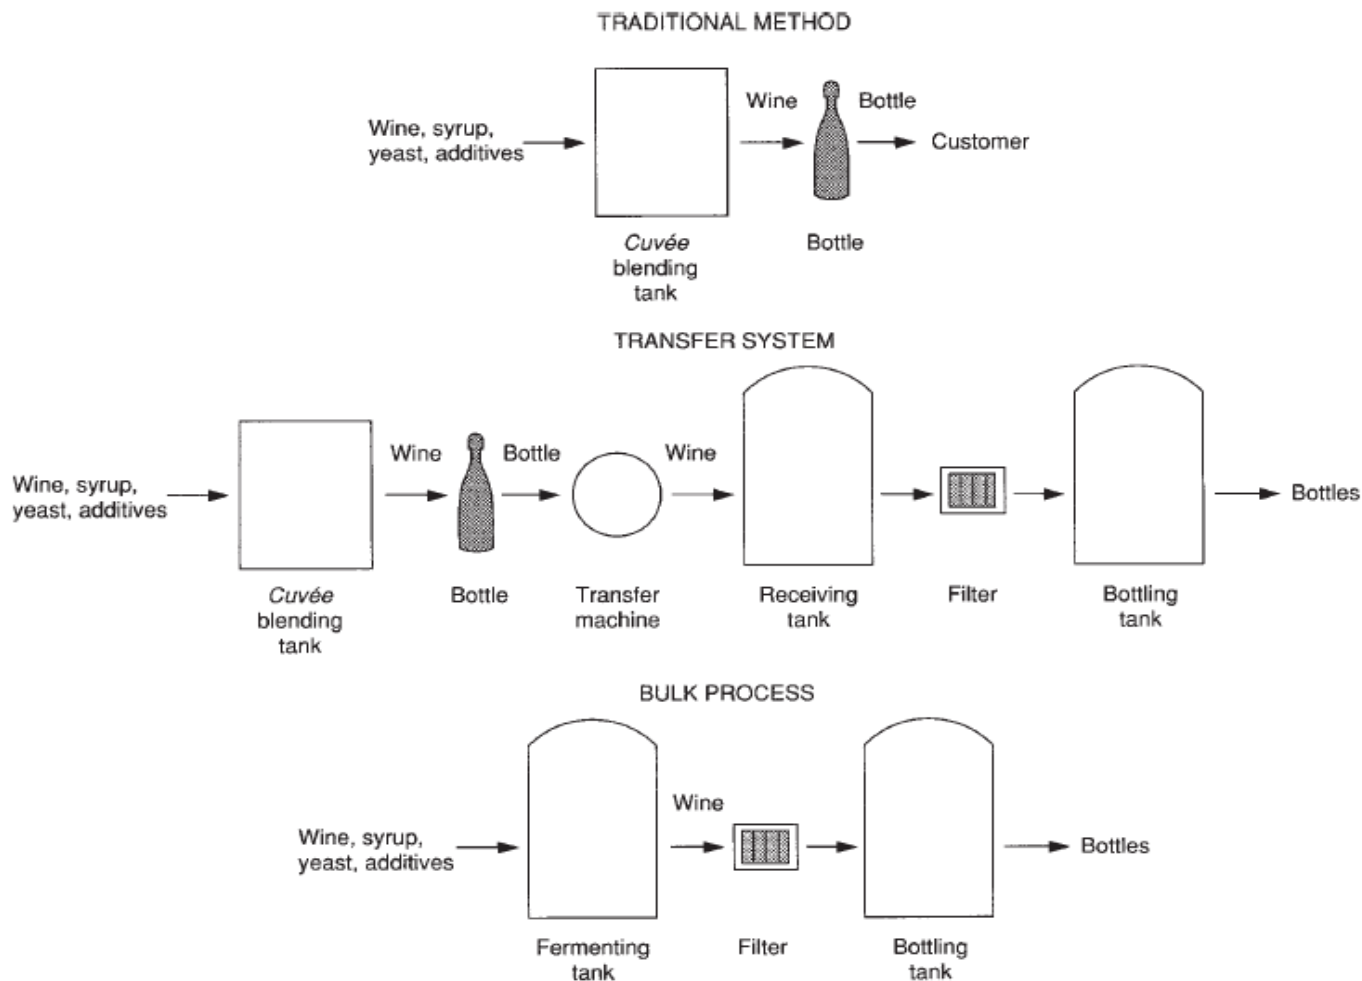 TRADITIONAL METHOD
Wine Bottle
Wine, syrup,
yeast, additives
Customer
Cuvée
blending
tank
Bottle
TRANSFER SYSTEM
Wine Bottle Wine
Wine, syrup,
yeast, additives
Bottles
Cuvée
blending
tank
Bottle
Transfer
machine
Receiving
tank
Filter
Bottling
tank
BULK PROCESS
Wine
Wine, syrup,
yeast, additives
Bottles
Fermenting
tank
Filter
Bottling
tank